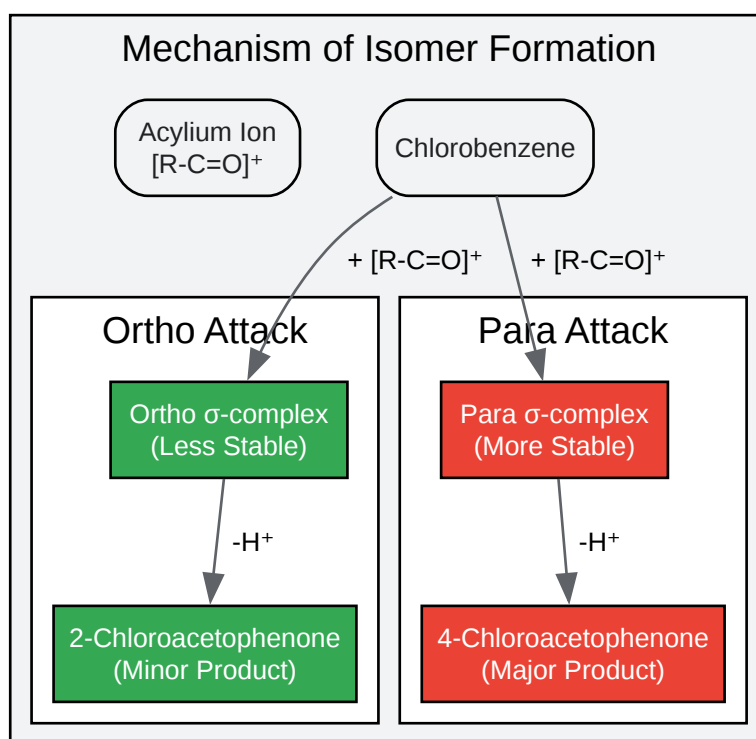 Mechanism of Isomer Formation
Acylium Ion
[R-C=O]⁺
Chlorobenzene
+ [R-C=O]⁺
+ [R-C=O]⁺
Ortho Attack
Para Attack
Ortho σ-complex
(Less Stable)
Para σ-complex
(More Stable)
-H⁺
-H⁺
2-Chloroacetophenone
(Minor Product)
4-Chloroacetophenone
(Major Product)